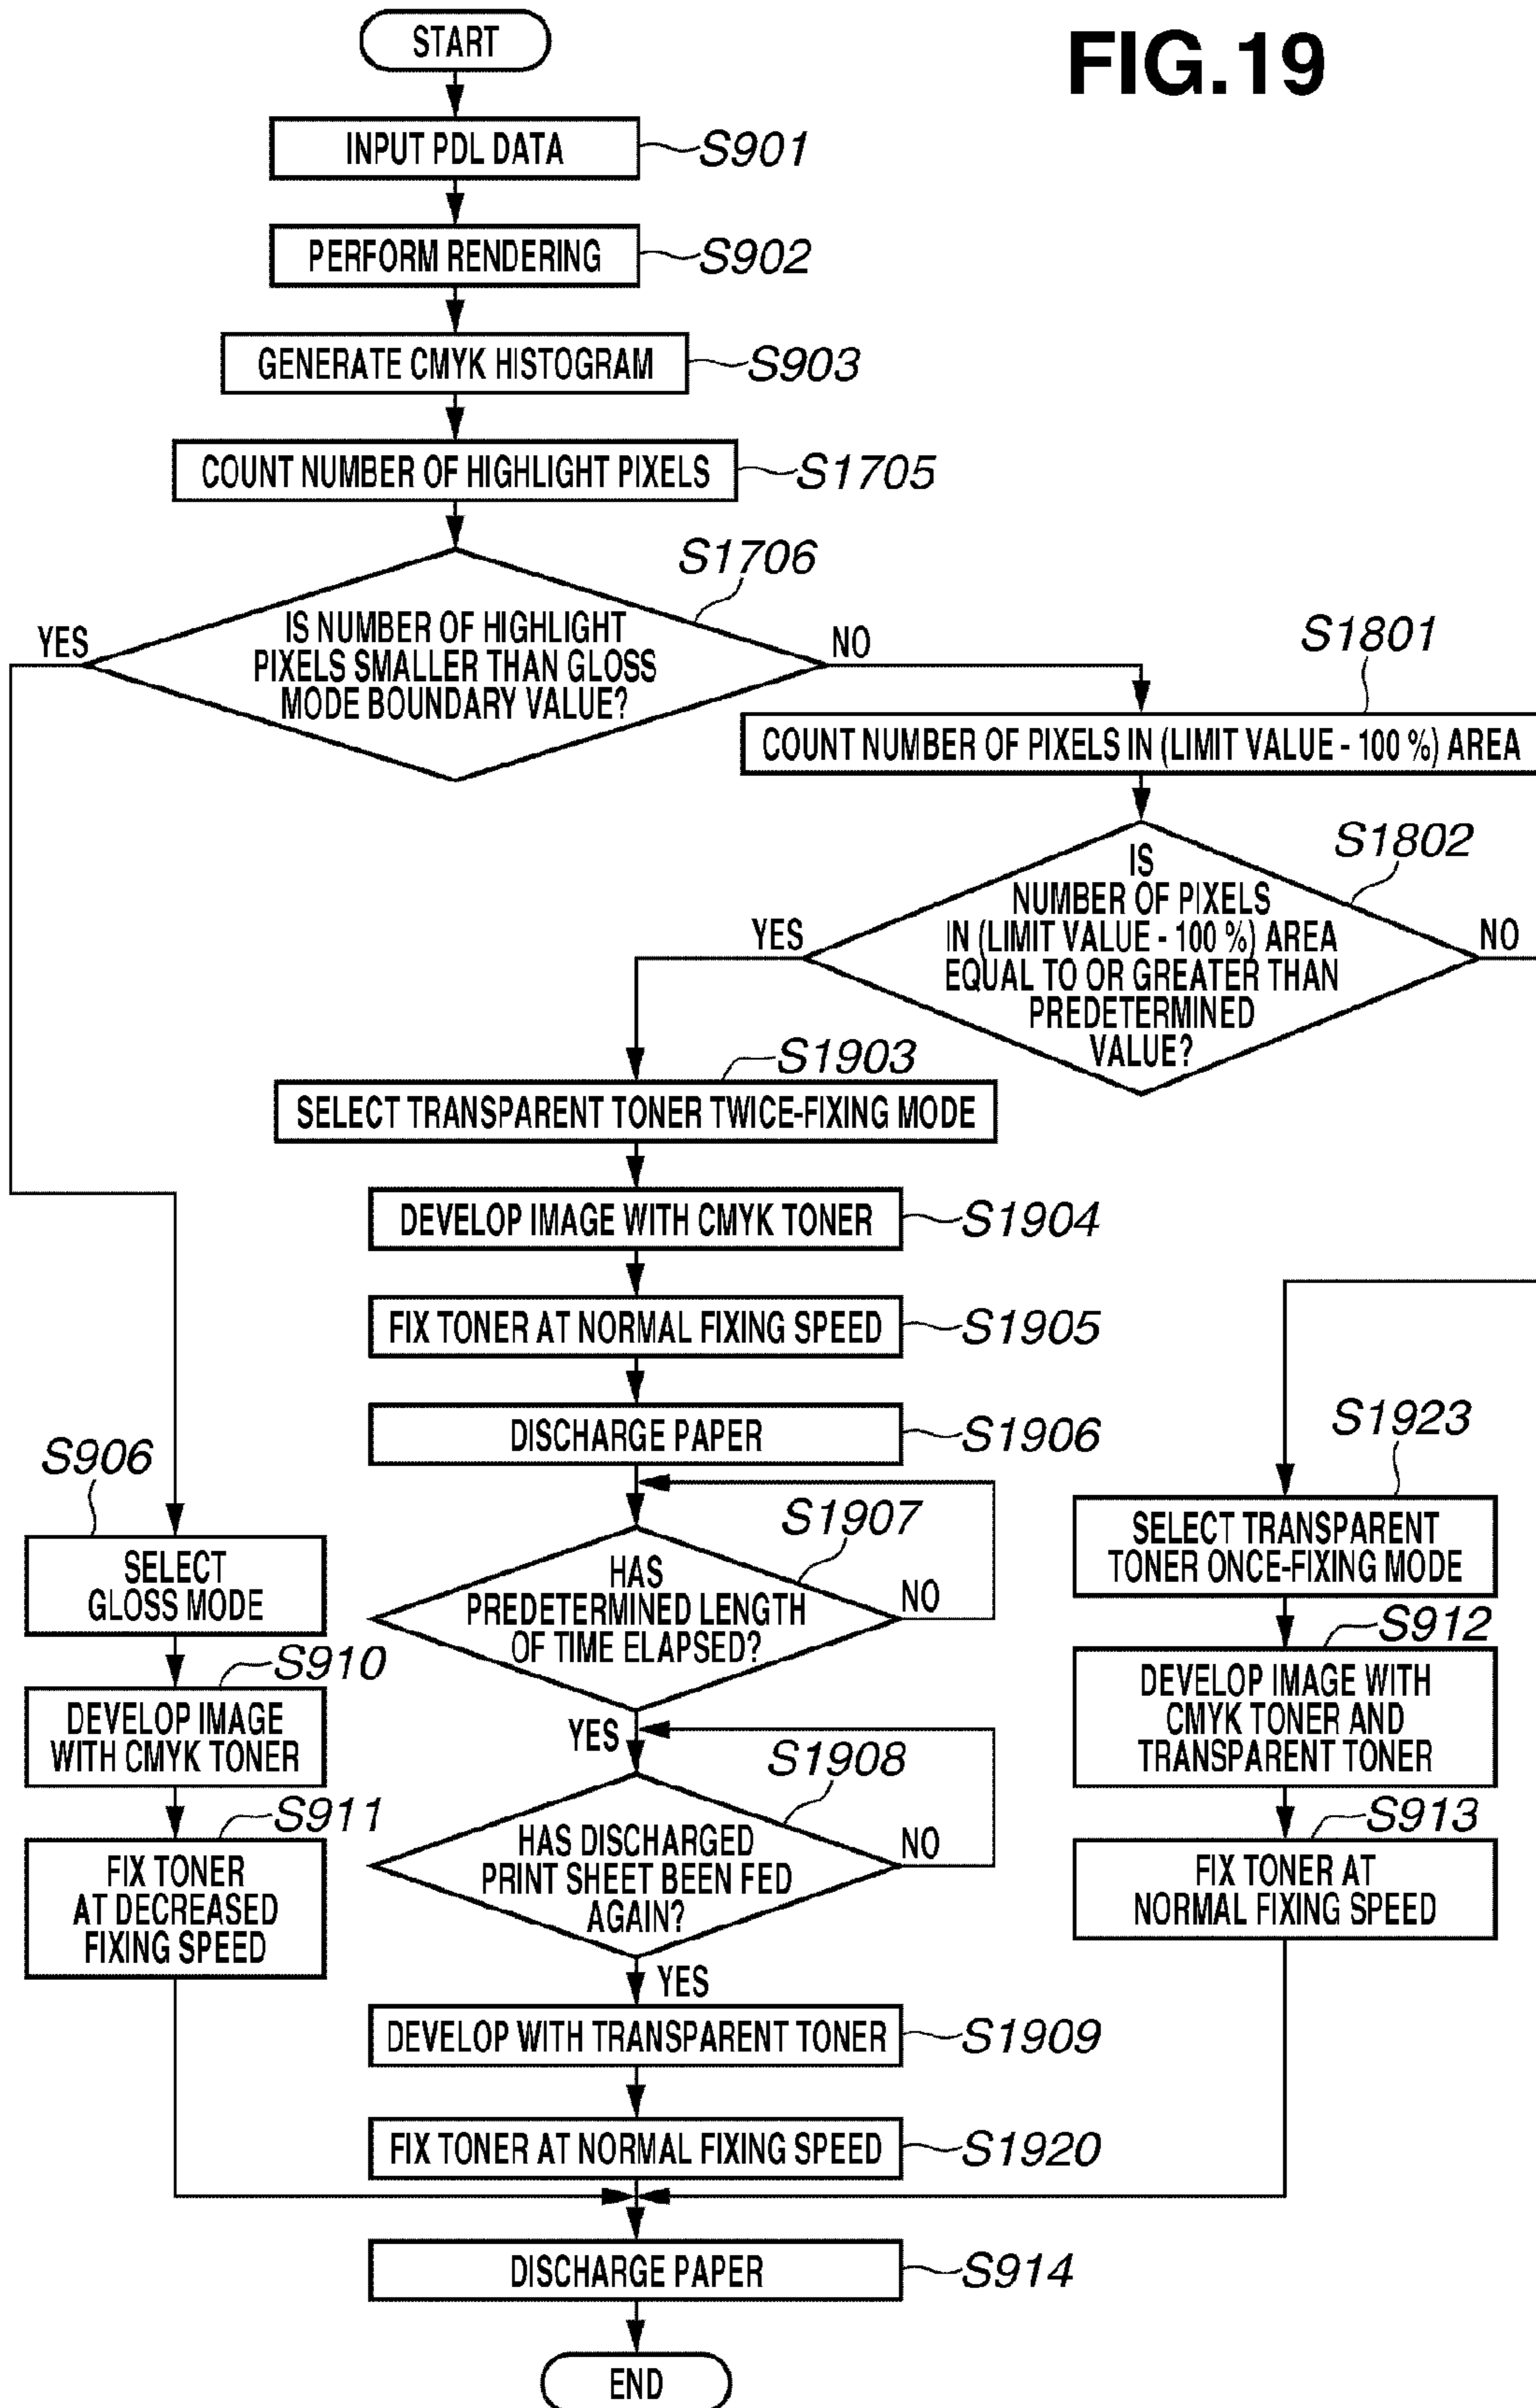 FIG.19
START
INPUT PDL DATA
S901
PERFORM RENDERING
S902
GENERATE CMYK HISTOGRAM
S903
COUNT NUMBER OF HIGHLIGHT PIXELS
S1705
S1706
IS NUMBER OF HIGHLIGHT
PIXELS SMALLER THAN GLOSS
MODE BOUNDARY VALUE?
YES
NO
S1801
COUNT NUMBER OF PIXELS IN (LIMIT VALUE - 100 %) AREA
S1802
IS
NUMBER OF PIXELS
IN (LIMIT VALUE - 100 %) AREA
EQUAL TO OR GREATER THAN
PREDETERMINED
VALUE?
YES
NO
S1903
SELECT TRANSPARENT TONER TWICE-FIXING MODE
DEVELOP IMAGE WITH CMYK TONER
S1904
FIX TONER AT NORMAL FIXING SPEED
S1905
DISCHARGE PAPER
S1906
S1907
HAS
PREDETERMINED LENGTH
OF TIME ELAPSED?
NO
YES
S1908
HAS DISCHARGED
PRINT SHEET BEEN FED
AGAIN?
NO
YES
DEVELOP WITH TRANSPARENT TONER
S1909
FIX TONER AT NORMAL FIXING SPEED
S1920
S906
SELECT
GLOSS MODE
S910
DEVELOP IMAGE
WITH CMYK TONER
S911
FIX TONER
AT DECREASED
FIXING SPEED
S1923
SELECT TRANSPARENT
TONER ONCE-FIXING MODE
S912
DEVELOP IMAGE WITH
CMYK TONER AND
TRANSPARENT TONER
S913
FIX TONER AT
NORMAL FIXING SPEED
DISCHARGE PAPER
S914
END